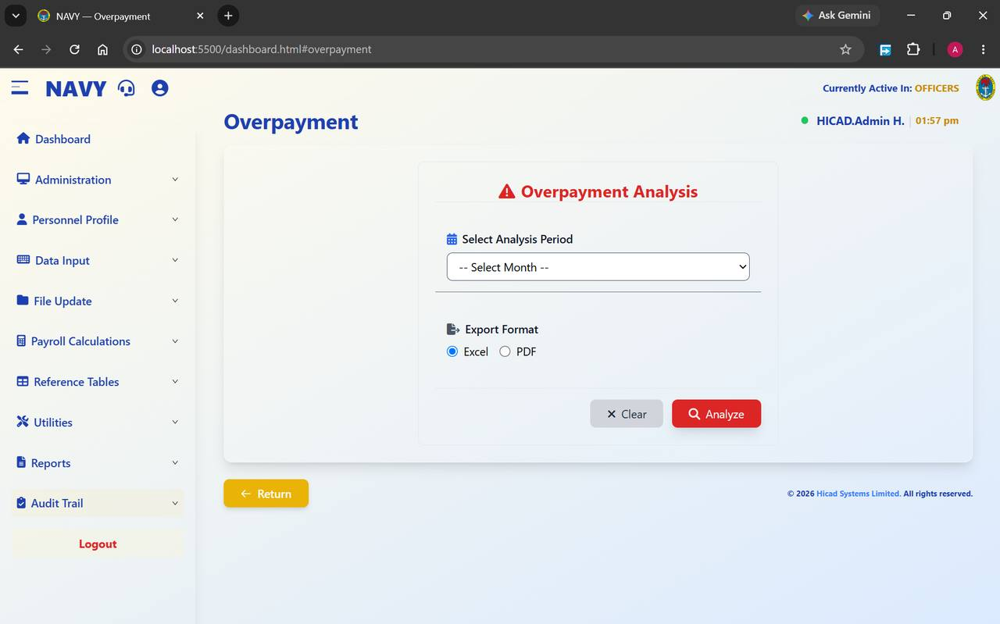 NAVY — Overpayment
Ask Gemini
localhost:5500/dashboard.html#overpayment
A
NAVY
Currently Active In: OFFICERS
Overpayment
HICAD.Admin H. | 01:57 pm
Dashboard
Administration
Personnel Profile
Data Input
File Update
Payroll Calculations
Reference Tables
Utilities
Reports
Audit Trail
Logout
Overpayment Analysis
Select Analysis Period
-- Select Month --
Export Format
Excel PDF
Clear Analyze
Return
© 2026 Hicad Systems Limited. All rights reserved.